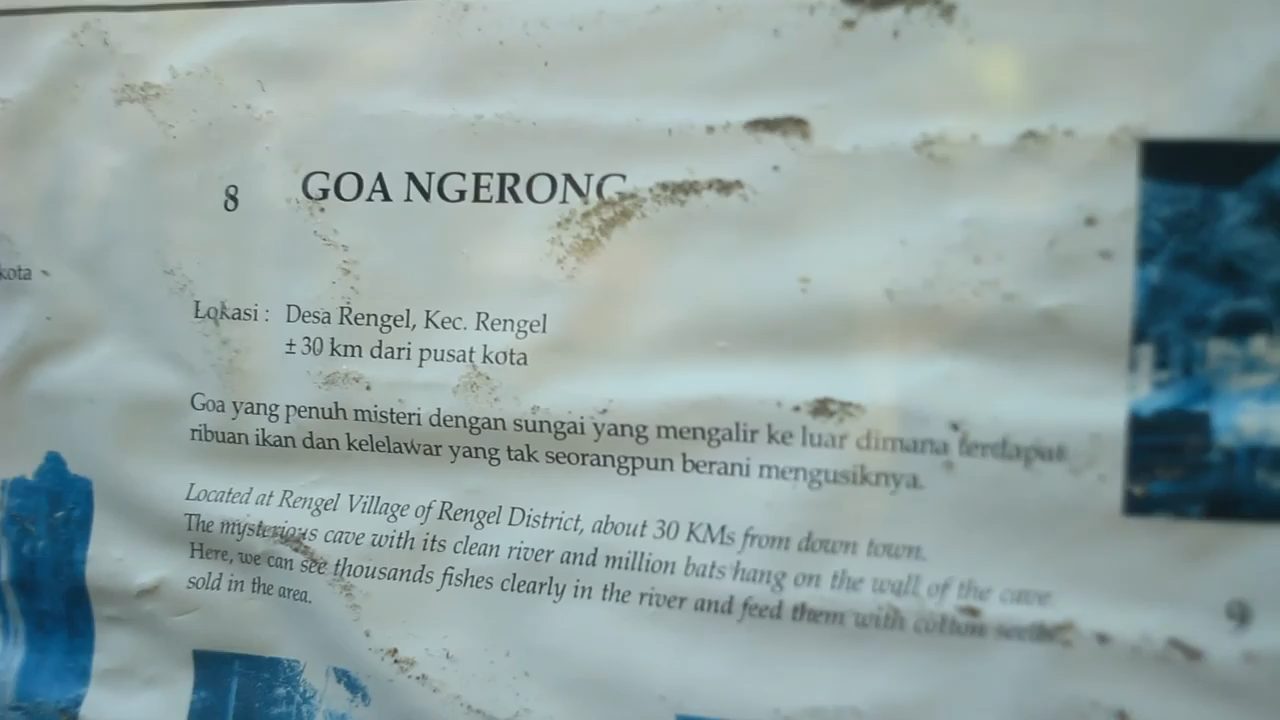 8 GOA NGERONG
kota
Lokasi : Desa Rengel, Kec. Rengel
± 30 km dari pusat kota
Goa yang penuh misteri dengan sungai yang mengalir ke luar dimana terdapat
ribuan ikan dan kelelawar yang tak seorangpun berani mengusiknya.
Located at Rengel Village of Rengel District, about 30 KMs from down town.
The mysterious cave with its clean river and million bats hang on the wall of the cave.
Here, we can see thousands fishes clearly in the river and feed them with cotton
sold in the area.
9